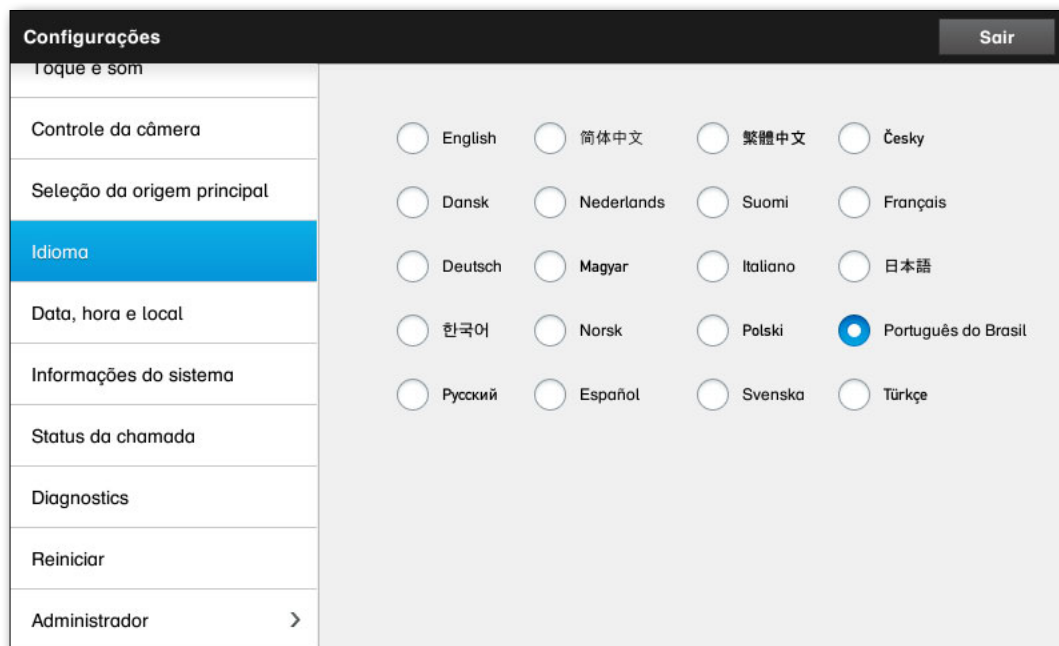 Configurações
Sair
Toque e som
Controle da câmera
Seleção da origem principal
Idioma
Data, hora e local
Informações do sistema
Status da chamada
Diagnostics
Reiniciar
Administrador
English 简体中文 繁體中文 Česky
Dansk Nederlands Suomi Français
Deutsch Magyar Italiano 日本語
한국어 Norsk Polski Português do Brasil
Русский Español Svenska Türkçe